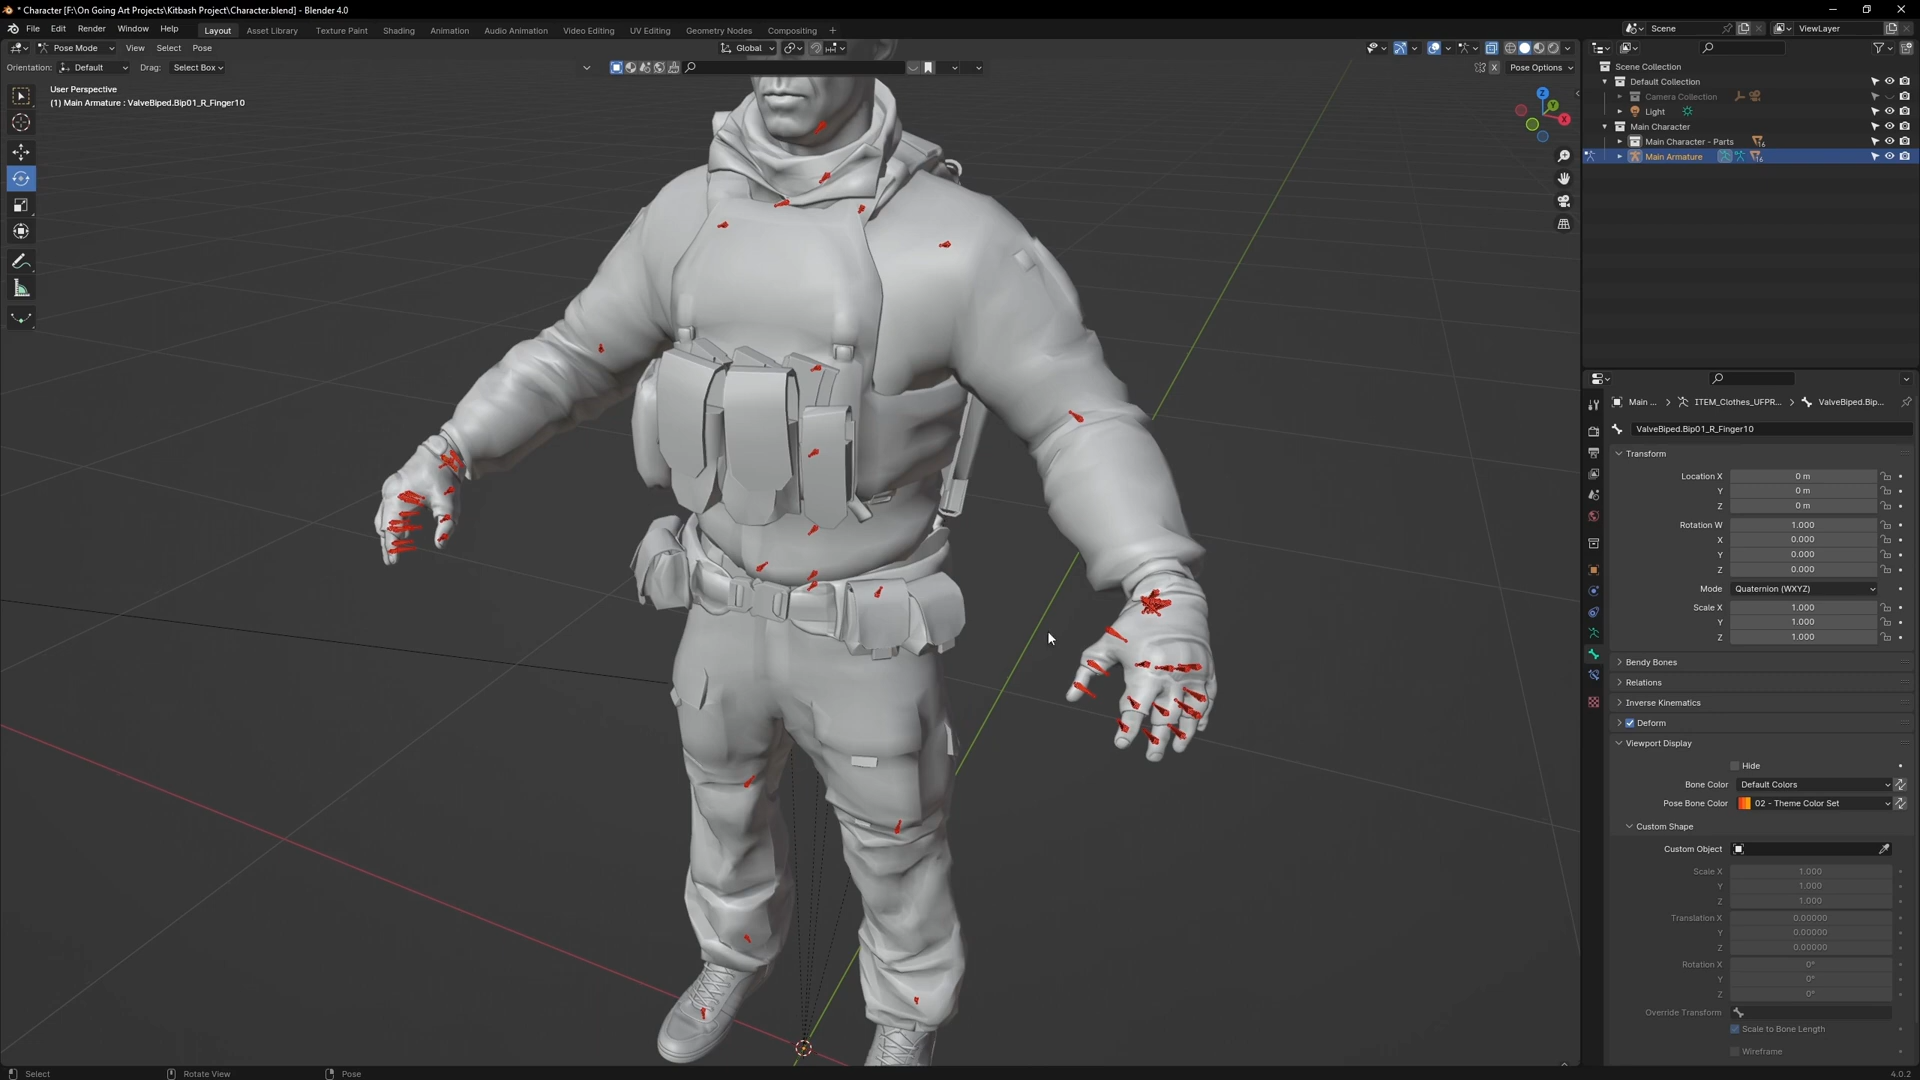 * Character [F:\On Going Art Projects\Kitbash Project\Character.blend] - Blender 4.0
File Edit Render Window Help
Layout Asset Library Texture Paint Shading Animation Audio Animation Video Editing UV Editing Geometry Nodes Compositing +
Scene
ViewLayer
Pose Mode View Select Pose
Global
Orientation: Default Drag: Select Box
X Pose Options
User Perspective
(1) Main Armature : ValveBiped.Bip01_R_Finger10
Z
Y
X
Scene Collection
Default Collection
Camera Collection
Light
Main Character
Main Character - Parts 16
Main Armature 16
Main ... > ITEM_Clothes_UFPR... > ValveBiped.Bip...
ValveBiped.Bip01_R_Finger10
Transform
Location X 0 m
Y 0 m
Z 0 m
Rotation W 1.000
X 0.000
Y 0.000
Z 0.000
Mode Quaternion (WXYZ)
Scale X 1.000
Y 1.000
Z 1.000
Bendy Bones
Relations
Inverse Kinematics
Deform
Viewport Display
Hide
Bone Color Default Colors
Pose Bone Color 02 - Theme Color Set
Custom Shape
Custom Object
Scale X 1.000
Y 1.000
Z 1.000
Translation X 0.00000
Y 0.00000
Z 0.00000
Rotation X 0°
Y 0°
Z 0°
Override Transform
Scale to Bone Length
Wireframe
Select Rotate View Pose
4.0.2